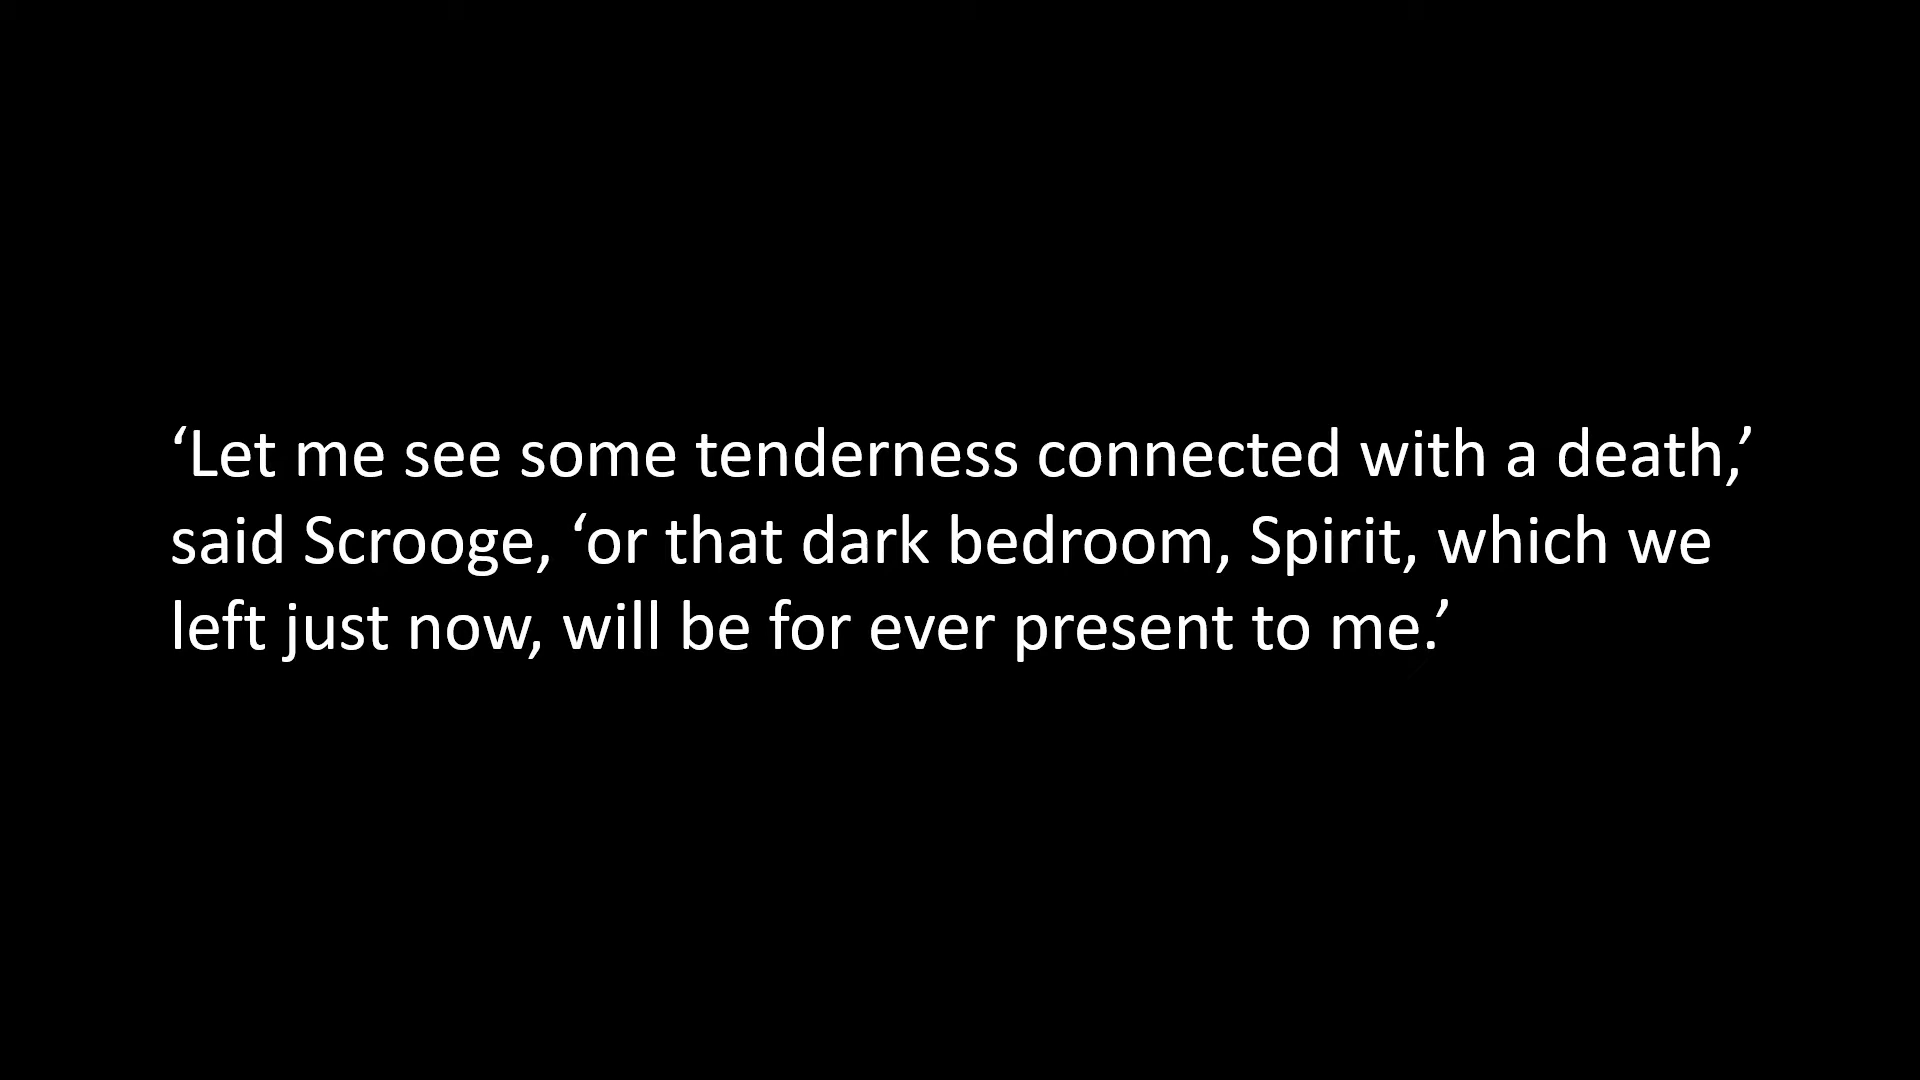 ‘Let me see some tenderness connected with a death,’
said Scrooge, ‘or that dark bedroom, Spirit, which we
left just now, will be for ever present to me.’